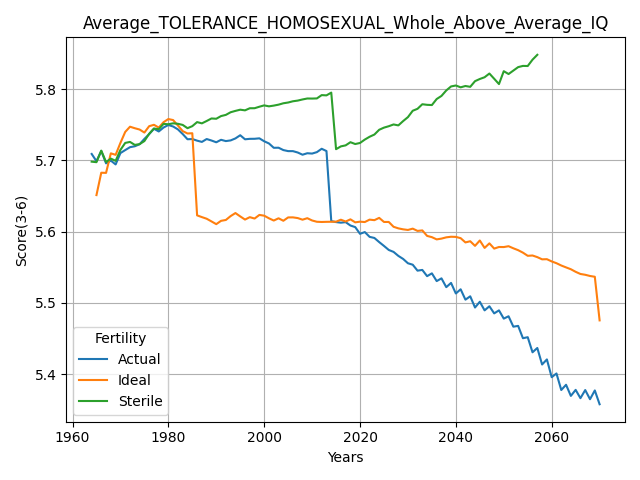 Average_TOLERANCE_HOMOSEXUAL_Whole_Above_Average_IQ
Score(3-6)
5.8
5.7
5.6
5.5
5.4
Fertility
Actual
Ideal
Sterile
1960 1980 2000 2020 2040 2060
Years